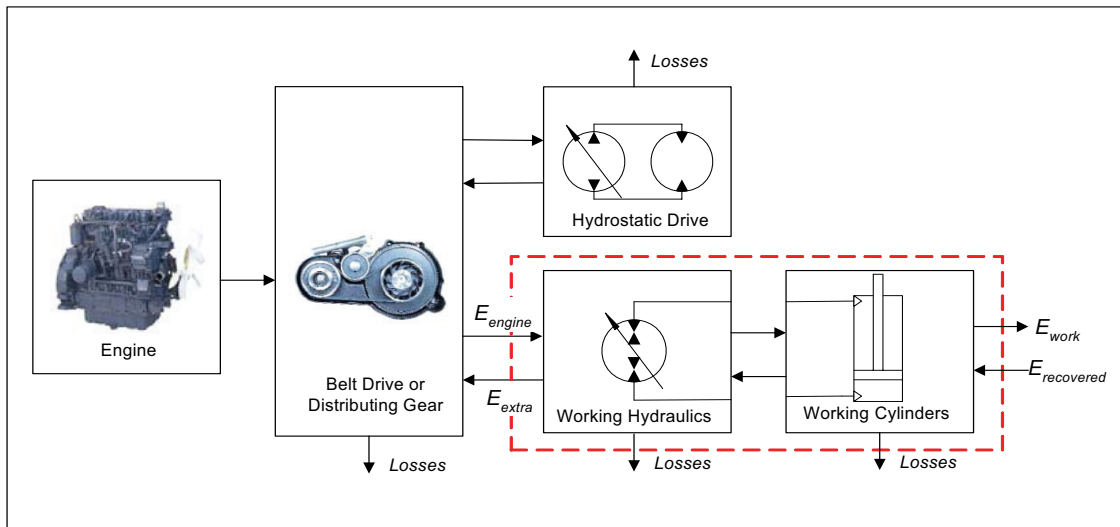 Losses
Hydrostatic Drive
Engine
Belt Drive or
Distributing Gear
E_engine
E_extra
Working Hydraulics
Working Cylinders
E_work
E_recovered
Losses
Losses
Losses